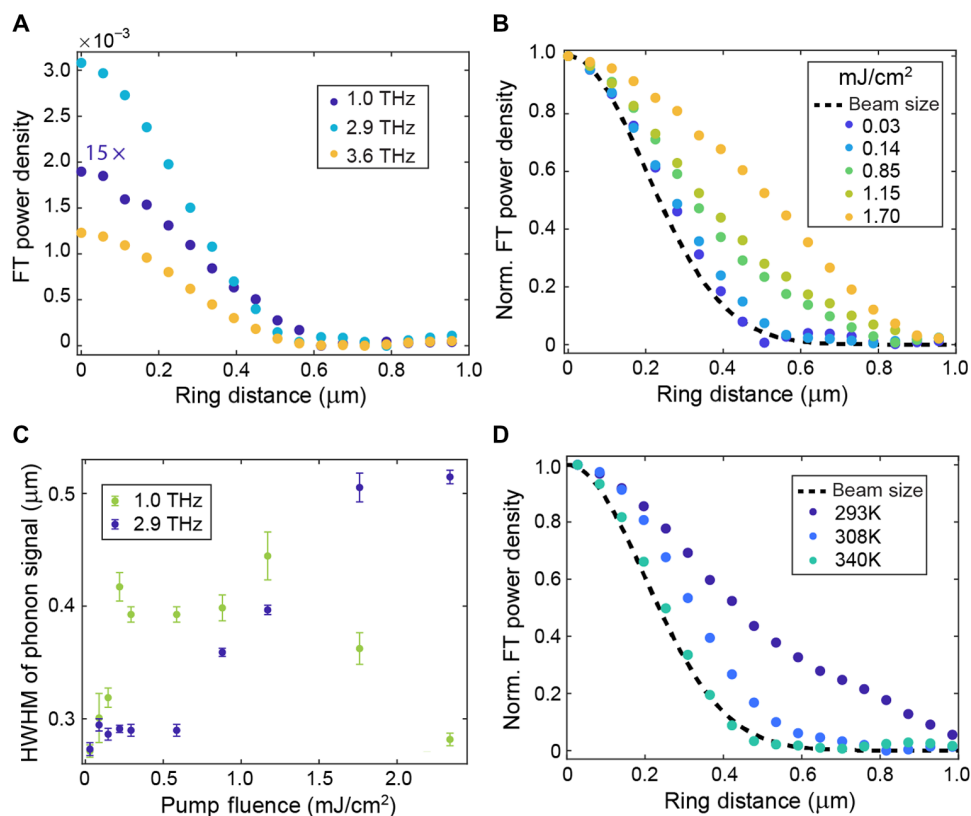 A
×10⁻³
3.0
2.5
2.0
1.5
1.0
0.5
0
15 ×
1.0 THz
2.9 THz
3.6 THz
0
0.2
0.4
0.6
0.8
1.0
Ring distance (μm)
FT power density
B
1.0
0.8
0.6
0.4
0.2
0
mJ/cm²
Beam size
0.03
0.14
0.85
1.15
1.70
0
0.2
0.4
0.6
0.8
1.0
Ring distance (μm)
Norm. FT power density
C
0.5
0.4
0.3
1.0 THz
2.9 THz
0
0.5
1.0
1.5
2.0
Pump fluence (mJ/cm²)
HWHM of phonon signal (μm)
D
1.0
0.8
0.6
0.4
0.2
0
Beam size
293K
308K
340K
0
0.2
0.4
0.6
0.8
1.0
Ring distance (μm)
Norm. FT power density